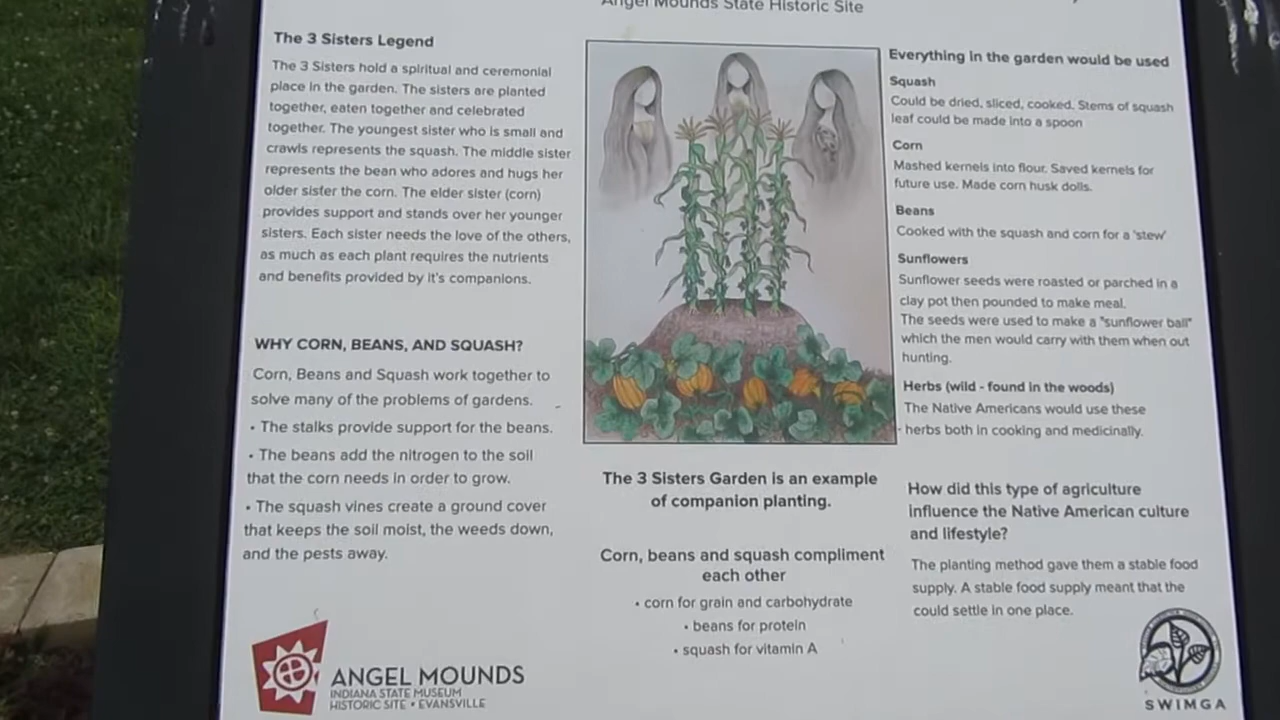 Angel Mounds State Historic Site
The 3 Sisters Legend
The 3 Sisters hold a spiritual and ceremonial
place in the garden. The sisters are planted
together, eaten together and celebrated
together. The youngest sister who is small and
crawls represents the squash. The middle sister
represents the bean who adores and hugs her
older sister the corn. The elder sister (corn)
provides support and stands over her younger
sisters. Each sister needs the love of the others,
as much as each plant requires the nutrients
and benefits provided by it's companions.
WHY CORN, BEANS, AND SQUASH?
Corn, Beans and Squash work together to
solve many of the problems of gardens.
• The stalks provide support for the beans.
• The beans add the nitrogen to the soil
that the corn needs in order to grow.
• The squash vines create a ground cover
that keeps the soil moist, the weeds down,
and the pests away.
ANGEL MOUNDS
INDIANA STATE MUSEUM
HISTORIC SITE • EVANSVILLE
The 3 Sisters Garden is an example
of companion planting.
Corn, beans and squash compliment
each other
• corn for grain and carbohydrate
• beans for protein
• squash for vitamin A
Everything in the garden would be used
Squash
Could be dried, sliced, cooked. Stems of squash
leaf could be made into a spoon
Corn
Mashed kernels into flour. Saved kernels for
future use. Made corn husk dolls.
Beans
Cooked with the squash and corn for a 'stew'
Sunflowers
Sunflower seeds were roasted or parched in a
clay pot then pounded to make meal.
The seeds were used to make a "sunflower ball"
which the men would carry with them when out
hunting.
Herbs (wild - found in the woods)
The Native Americans would use these
herbs both in cooking and medicinally.
How did this type of agriculture
influence the Native American culture
and lifestyle?
The planting method gave them a stable food
supply. A stable food supply meant that the
could settle in one place.
SWIMGA